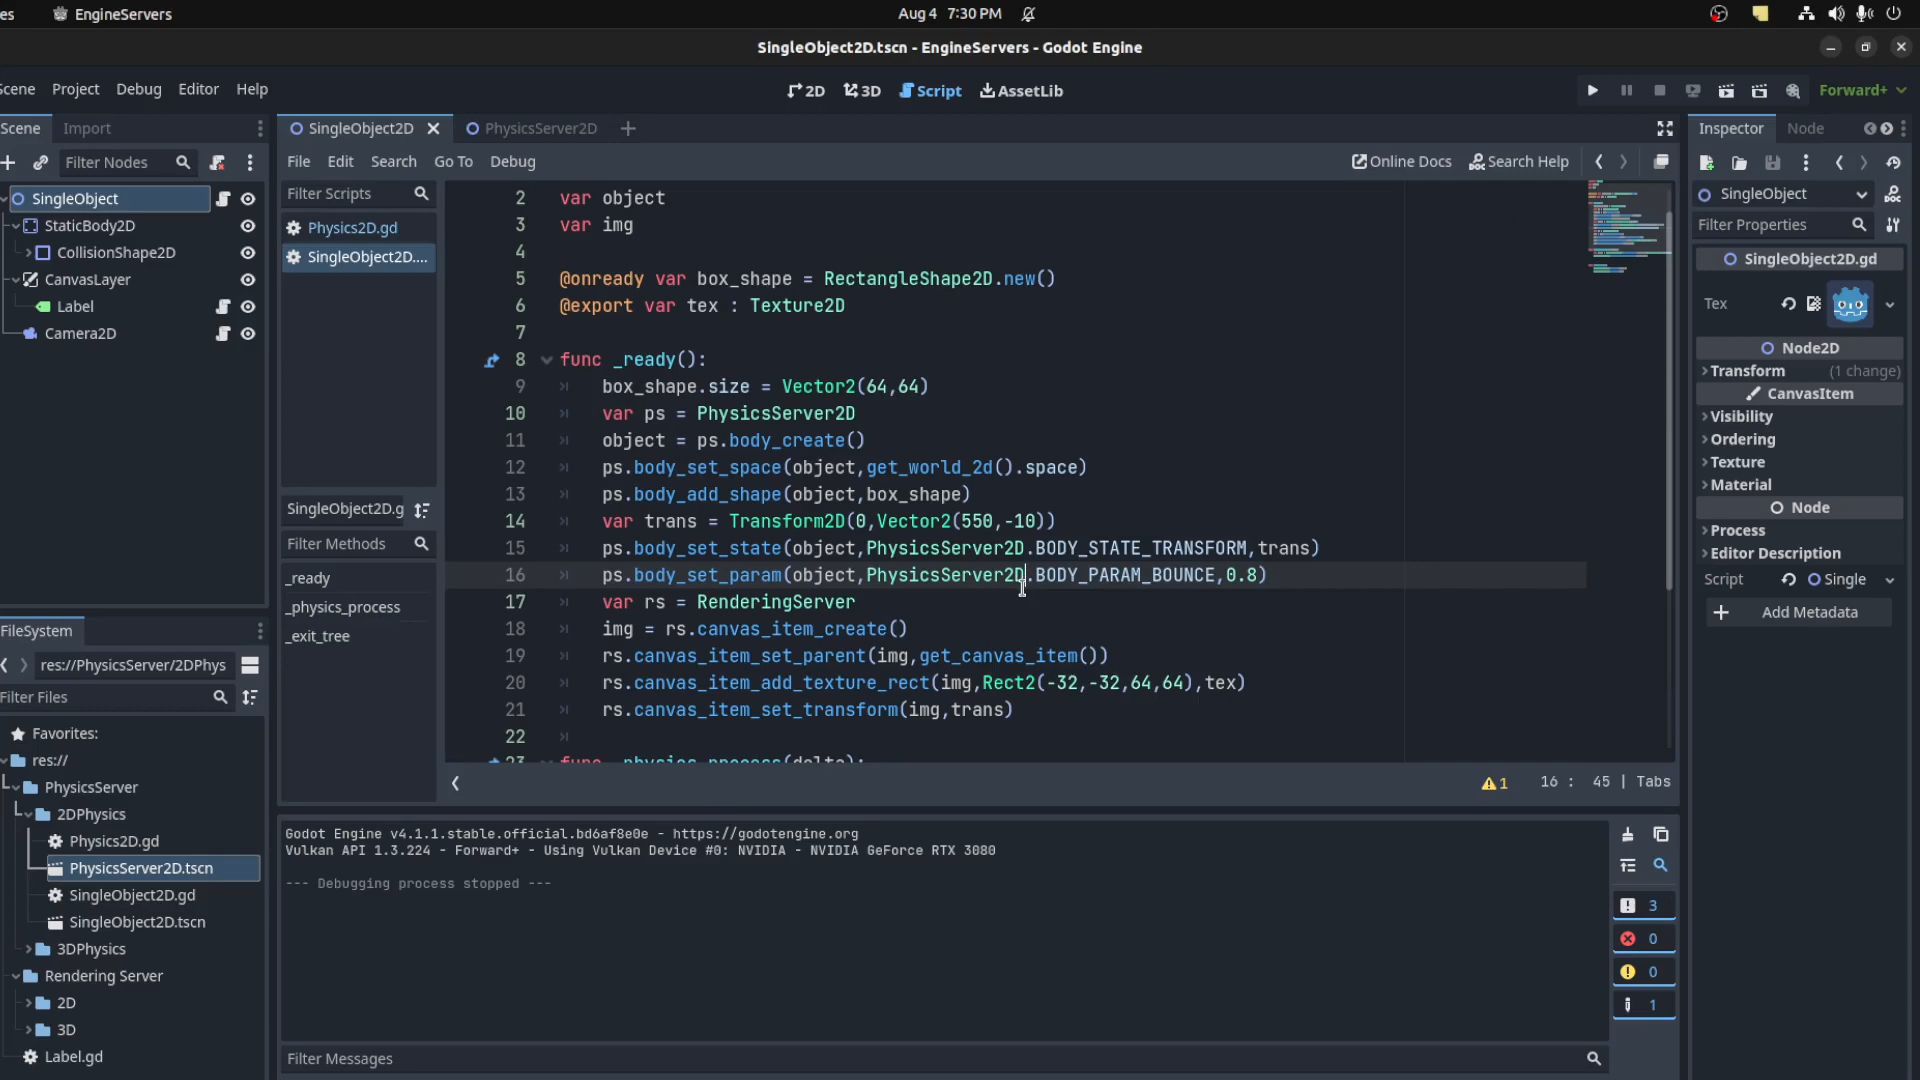 es
EngineServers
Aug 4 7:30 PM
SingleObject2D.tscn - EngineServers - Godot Engine
Scene Project Debug Editor Help
2D 3D Script AssetLib
Forward+
Scene Import
SingleObject2D PhysicsServer2D
Inspector Node
Filter Nodes
File Edit Search Go To Debug
Online Docs Search Help
SingleObject
StaticBody2D
CollisionShape2D
CanvasLayer
Label
Camera2D
Filter Scripts
Physics2D.gd
SingleObject2D....
SingleObject2D.g
Filter Methods
_ready
_physics_process
_exit_tree
2 var object
3 var img
4
5 @onready var box_shape = RectangleShape2D.new()
6 @export var tex : Texture2D
7
8 func _ready():
9 box_shape.size = Vector2(64,64)
10 var ps = PhysicsServer2D
11 object = ps.body_create()
12 ps.body_set_space(object,get_world_2d().space)
13 ps.body_add_shape(object,box_shape)
14 var trans = Transform2D(0,Vector2(550,-10))
15 ps.body_set_state(object,PhysicsServer2D.BODY_STATE_TRANSFORM,trans)
16 ps.body_set_param(object,PhysicsServer2D.BODY_PARAM_BOUNCE,0.8)
17 var rs = RenderingServer
18 img = rs.canvas_item_create()
19 rs.canvas_item_set_parent(img,get_canvas_item())
20 rs.canvas_item_add_texture_rect(img,Rect2(-32,-32,64,64),tex)
21 rs.canvas_item_set_transform(img,trans)
22
23 func _physics_process(delta):
1 16 : 45 | Tabs
SingleObject
Filter Properties
SingleObject2D.gd
Tex
Node2D
Transform (1 change)
CanvasItem
Visibility
Ordering
Texture
Material
Node
Process
Editor Description
Script Single
Add Metadata
FileSystem
res://PhysicsServer/2DPhys
Filter Files
Favorites:
res://
PhysicsServer
2DPhysics
Physics2D.gd
PhysicsServer2D.tscn
SingleObject2D.gd
SingleObject2D.tscn
3DPhysics
Rendering Server
2D
3D
Label.gd
Godot Engine v4.1.1.stable.official.bd6af8e0e - https://godotengine.org
Vulkan API 1.3.224 - Forward+ - Using Vulkan Device #0: NVIDIA - NVIDIA GeForce RTX 3080
--- Debugging process stopped ---
3
0
0
1
Filter Messages